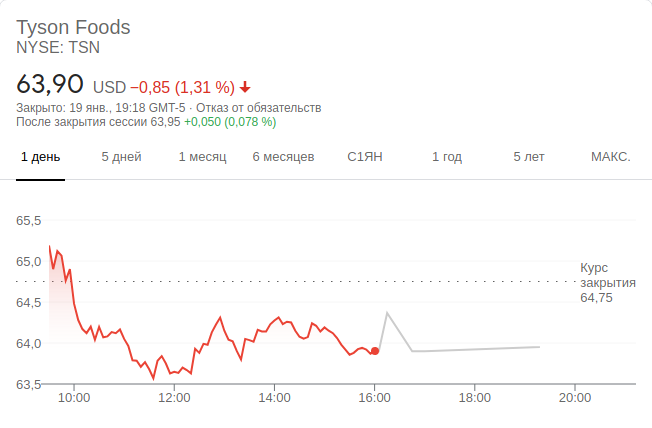 Tyson Foods
NYSE: TSN
63,90 USD −0,85 (1,31 %)
Закрыто: 19 янв., 19:18 GMT-5 · Отказ от обязательств
После закрытия сессии 63,95 +0,050 (0,078 %)
1 день 5 дней 1 месяц 6 месяцев С1ЯН 1 год 5 лет МАКС.
65,5
65,0
Курс
закрытия
64,75
64,5
64,0
63,5
10:00 12:00 14:00 16:00 18:00 20:00